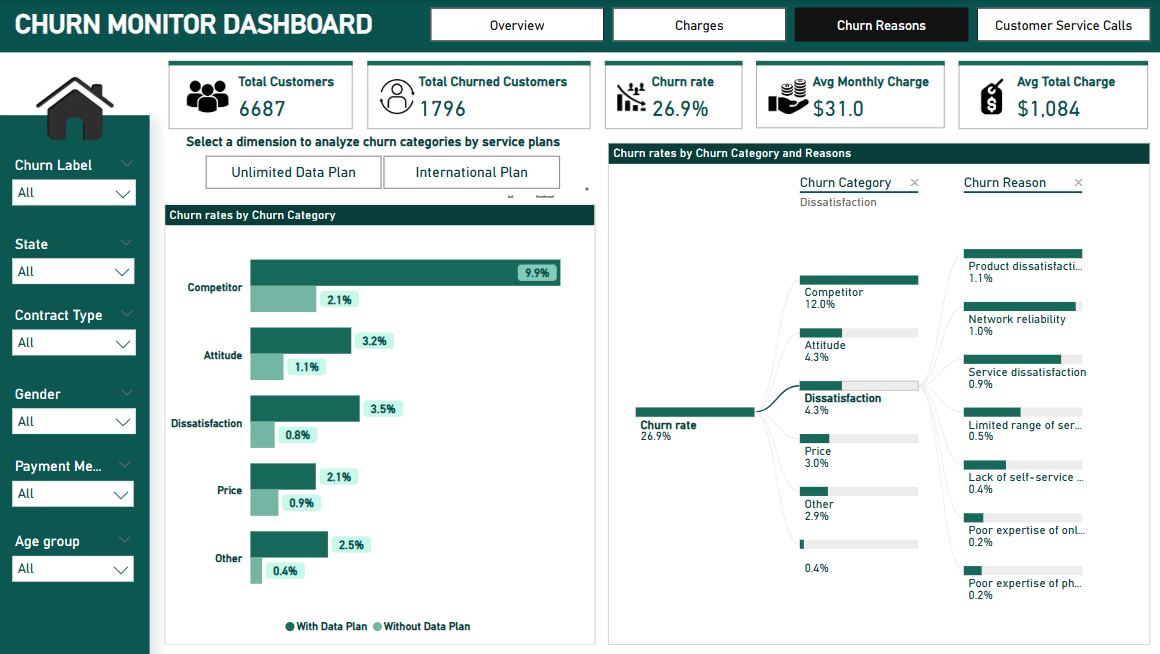 CHURN MONITOR DASHBOARD
Overview
Charges
Churn Reasons
Customer Service Calls
Total Customers
6687
Total Churned Customers
1796
Churn rate
26.9%
Avg Monthly Charge
$31.0
Avg Total Charge
$1,084
Churn Label
All
State
All
Contract Type
All
Gender
All
Payment Me...
All
Age group
All
Select a dimension to analyze churn categories by service plans
Unlimited Data Plan
International Plan
Churn rates by Churn Category
Competitor
9.9%
2.1%
Attitude
3.2%
1.1%
Dissatisfaction
3.5%
0.8%
Price
2.1%
0.9%
Other
2.5%
0.4%
With Data Plan
Without Data Plan
Churn rates by Churn Category and Reasons
Churn Category
Dissatisfaction
Churn Reason
Churn rate
26.9%
Competitor
12.0%
Attitude
4.3%
Dissatisfaction
4.3%
Price
3.0%
Other
2.9%
0.4%
Product dissatisfacti...
1.1%
Network reliability
1.0%
Service dissatisfaction
0.9%
Limited range of ser...
0.5%
Lack of self-service ...
0.4%
Poor expertise of onl...
0.2%
Poor expertise of ph...
0.2%